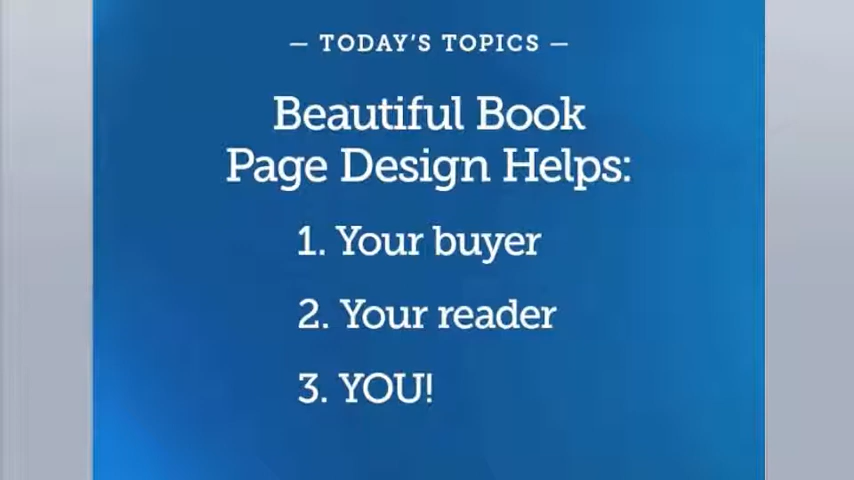 — TODAY’S TOPICS —
Beautiful Book
Page Design Helps:
1. Your buyer
2. Your reader
3. YOU!